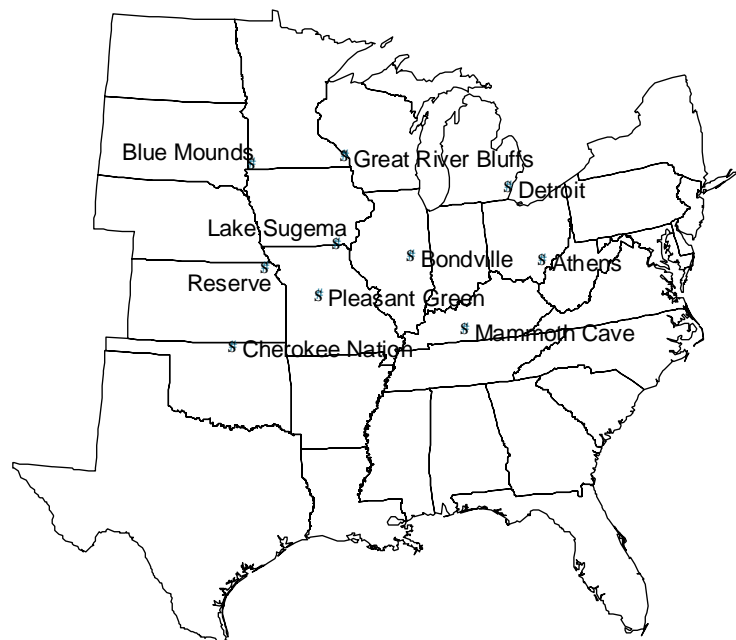 Blue Mounds
Great River Bluffs
Detroit
Lake Sugema
Bondville
Athens
Reserve
Pleasant Green
Mammoth Cave
Cherokee Nation